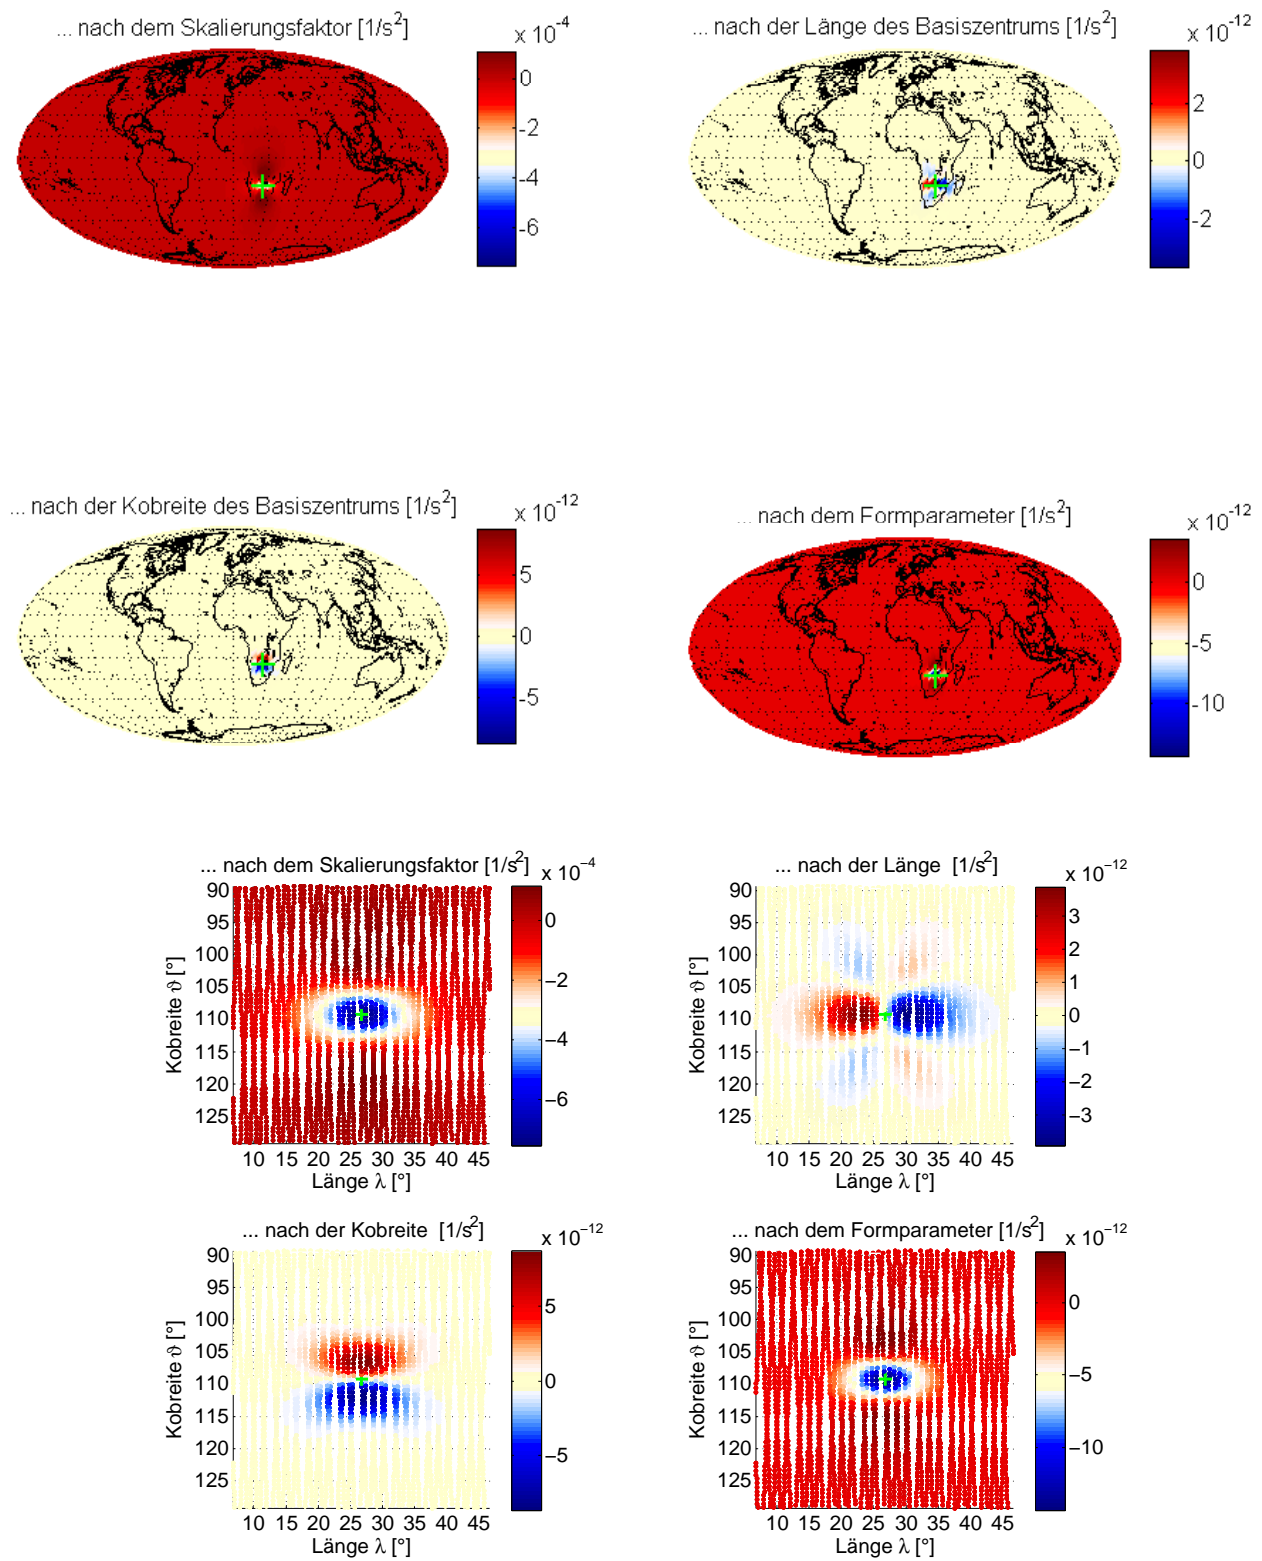 ... nach dem Skalierungsfaktor [1/s²]
x 10⁻⁴
0
-2
-4
-6
... nach der Länge des Basiszentrums [1/s²]
x 10⁻¹²
2
0
-2
... nach der Kobreite des Basiszentrums [1/s²]
x 10⁻¹²
5
0
-5
... nach dem Formparameter [1/s²]
x 10⁻¹²
0
-5
-10
... nach dem Skalierungsfaktor [1/s²]
x 10⁻⁴
0
−2
−4
−6
90
95
100
105
110
115
120
125
Kobreite ϑ [°]
10 15 20 25 30 35 40 45
Länge λ [°]
... nach der Länge [1/s²]
x 10⁻¹²
3
2
1
0
−1
−2
−3
90
95
100
105
110
115
120
125
Kobreite ϑ [°]
10 15 20 25 30 35 40 45
Länge λ [°]
... nach der Kobreite [1/s²]
x 10⁻¹²
5
0
−5
90
95
100
105
110
115
120
125
Kobreite ϑ [°]
10 15 20 25 30 35 40 45
Länge λ [°]
... nach dem Formparameter [1/s²]
x 10⁻¹²
0
−5
−10
90
95
100
105
110
115
120
125
Kobreite ϑ [°]
10 15 20 25 30 35 40 45
Länge λ [°]